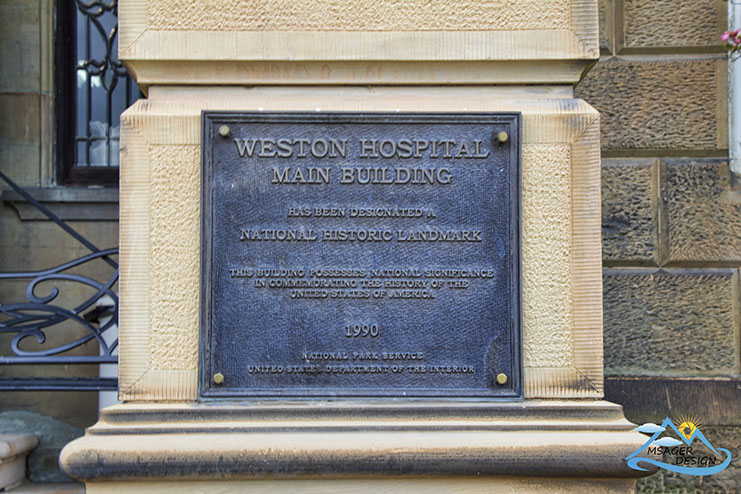 WESTON HOSPITAL
MAIN BUILDING
HAS BEEN DESIGNATED A
NATIONAL HISTORIC LANDMARK
THIS BUILDING POSSESSES NATIONAL SIGNIFICANCE
IN COMMEMORATING THE HISTORY OF THE
UNITED STATES OF AMERICA
1990
NATIONAL PARK SERVICE
UNITED STATES DEPARTMENT OF THE INTERIOR
MSAGER
DESIGN